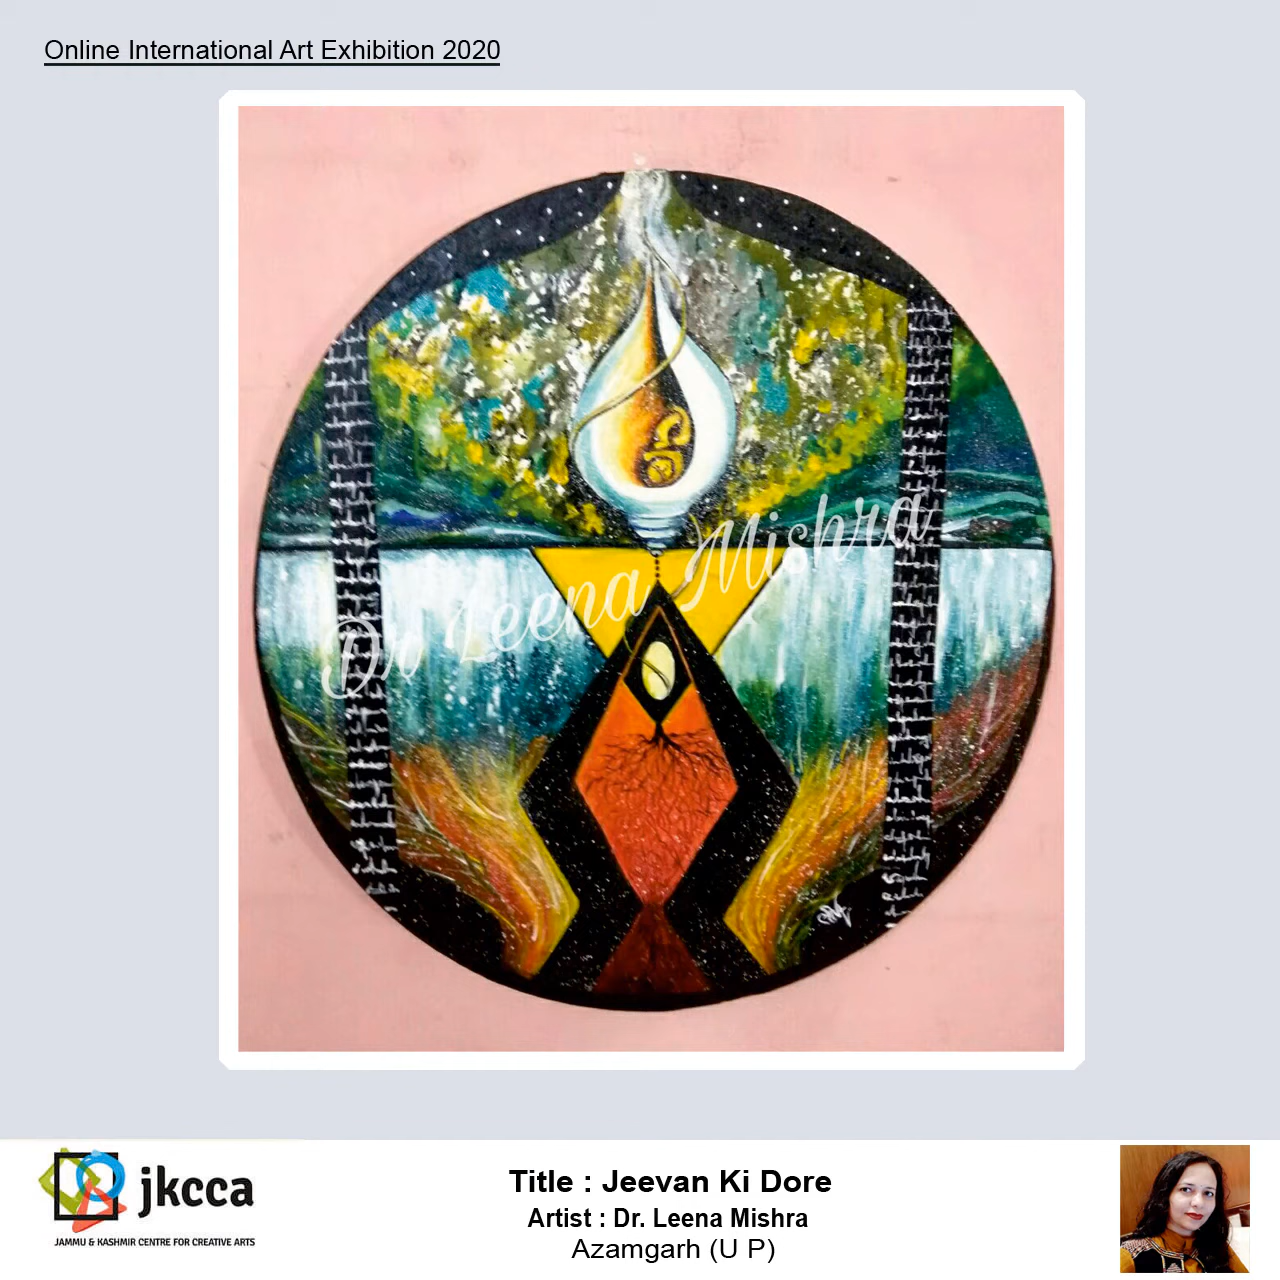 Online International Art Exhibition 2020
Dr Leena Mishra
jkcca
JAMMU & KASHMIR CENTRE FOR CREATIVE ARTS
Title : Jeevan Ki Dore
Artist : Dr. Leena Mishra
Azamgarh (U P)